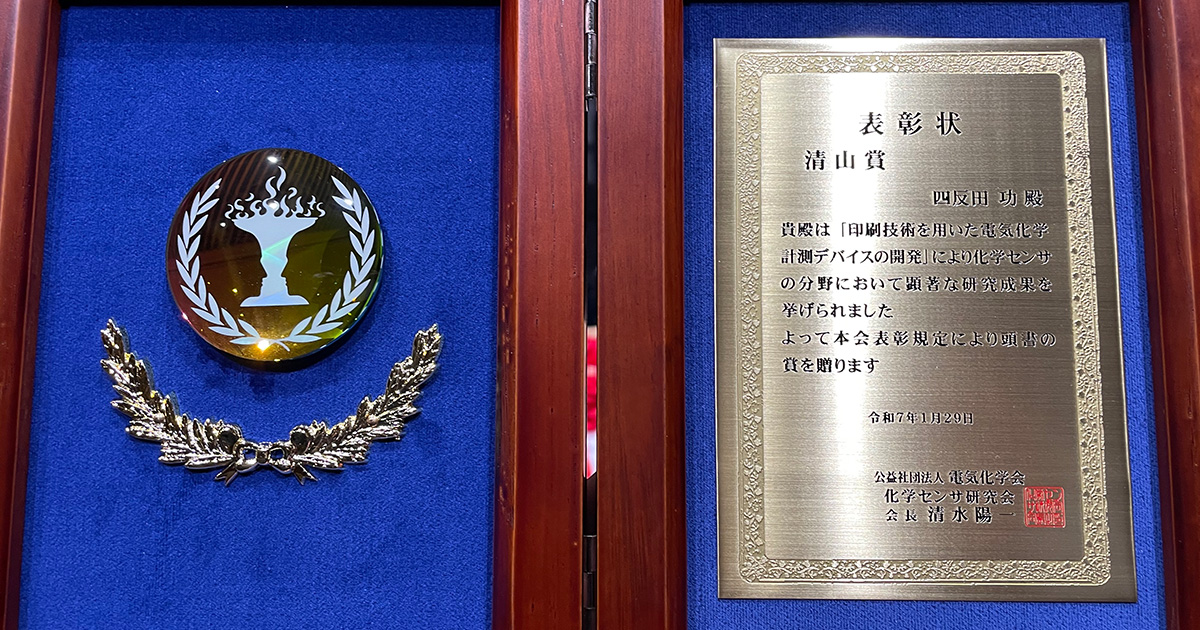 表彰状
清山賞
四反田 功 殿
貴殿は「印刷技術を用いた電気化学
計測デバイスの開発」により化学センサ
の分野において顕著な研究成果を
挙げられました
よって本会表彰規定により頭書の
賞を贈ります
令和7年1月29日
公益社団法人 電気化学会
化学センサ研究会
会長 清水陽一